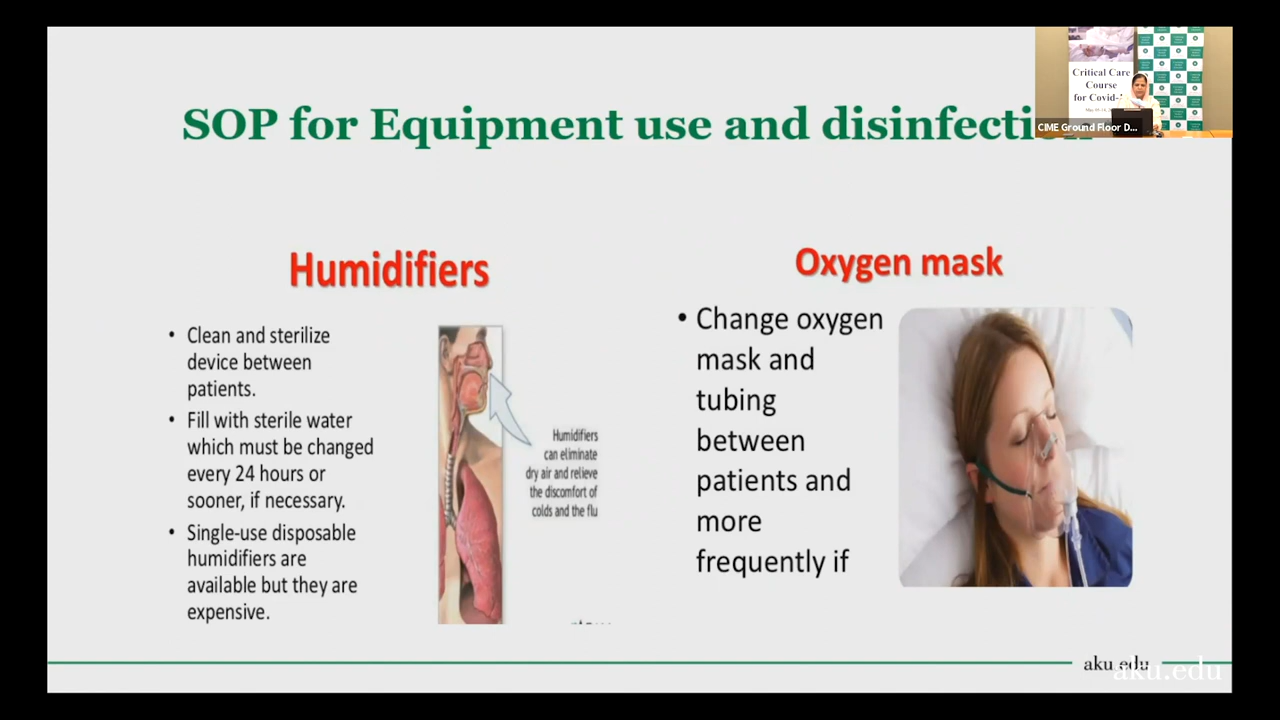 SOP for Equipment use and disinfecti
Critical Care
Course
for Covid-
CIME Ground Floor D...
Humidifiers
• Clean and sterilize
device between
patients.
• Fill with sterile water
which must be changed
every 24 hours or
sooner, if necessary.
• Single-use disposable
humidifiers are
available but they are
expensive.
Humidifiers
can eliminate
dry air and relieve
the discomfort of
colds and the flu
Oxygen mask
• Change oxygen
mask and
tubing
between
patients and
more
frequently if
aku.edu
aku.edu